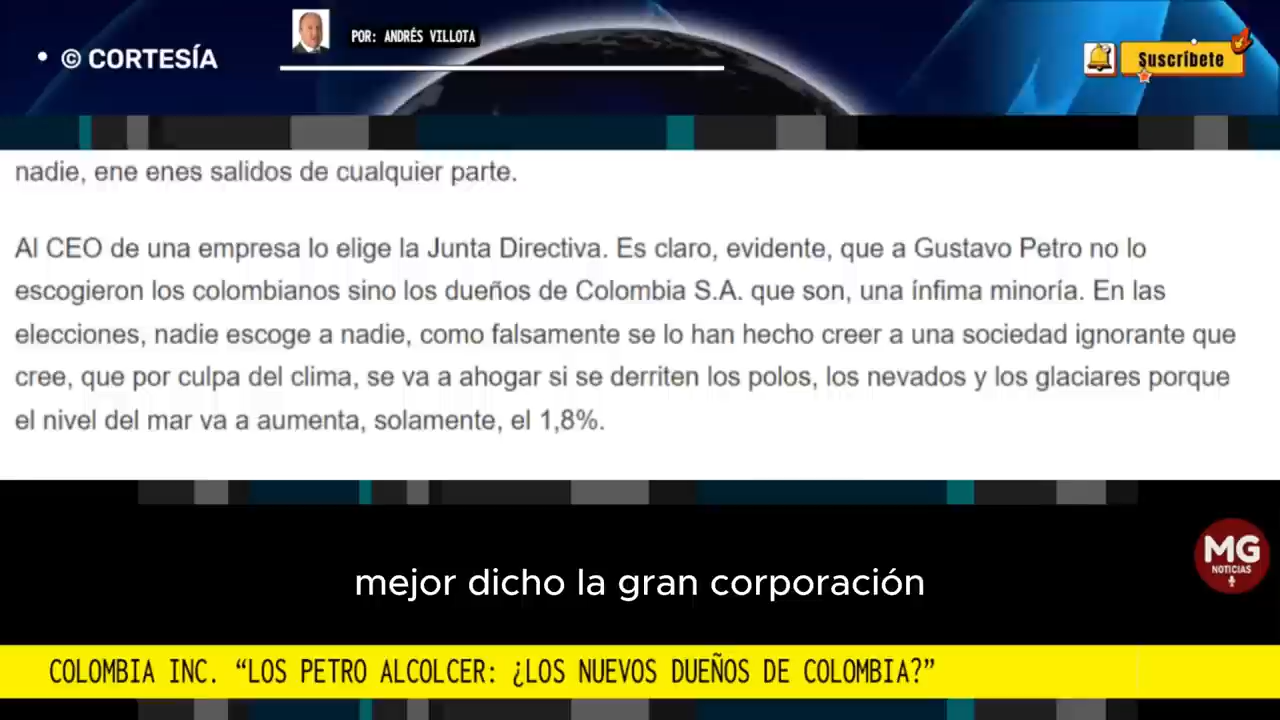 • © CORTESÍA
POR: ANDRÉS VILLOTA
Suscríbete
nadie, ene enes salidos de cualquier parte.
Al CEO de una empresa lo elige la Junta Directiva. Es claro, evidente, que a Gustavo Petro no lo
escogieron los colombianos sino los dueños de Colombia S.A. que son, una ínfima minoría. En las
elecciones, nadie escoge a nadie, como falsamente se lo han hecho creer a una sociedad ignorante que
cree, que por culpa del clima, se va a ahogar si se derriten los polos, los nevados y los glaciares porque
el nivel del mar va a aumenta, solamente, el 1,8%.
MG
NOTICIAS
mejor dicho la gran corporación
COLOMBIA INC. “LOS PETRO ALCOLCER: ¿LOS NUEVOS DUEÑOS DE COLOMBIA?”